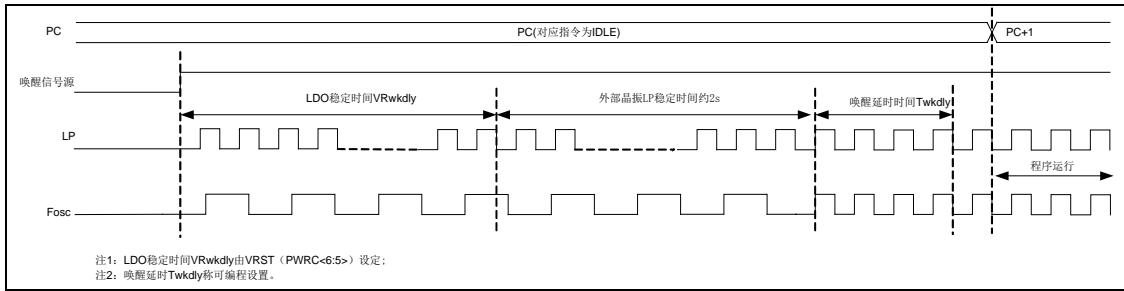 PC
PC(对应指令为IDLE)
PC+1
唤醒信号源
LDO稳定时间VRwkdly
外部晶振LP稳定时间约2s
唤醒延时时间Twkdly
LP
程序运行
Fosc
注1：LDO稳定时间VRwkdly由VRST（PWRC<6:5>）设定；
注2：唤醒延时Twkdly称可编程设置。